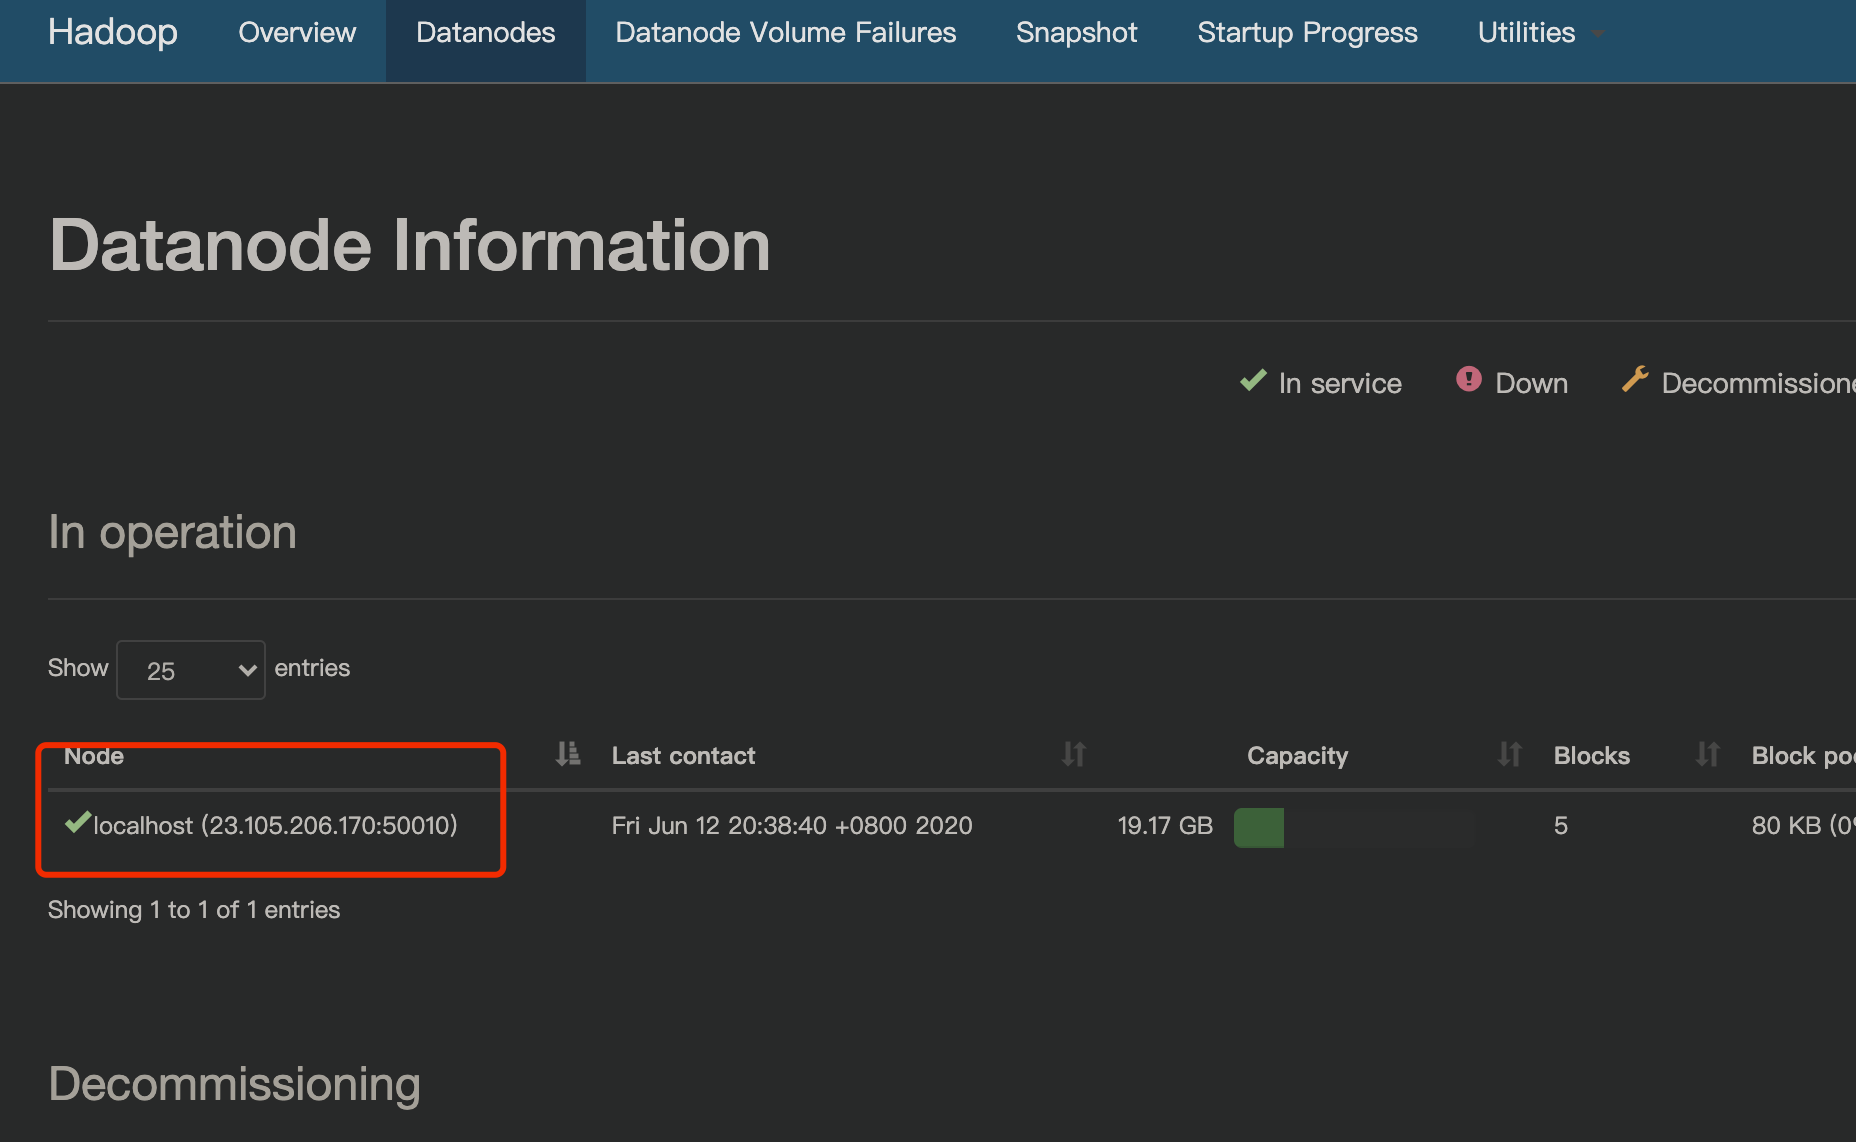 Hadoop Overview Datanodes Datanode Volume Failures Snapshot Startup Progress Utilities
Datanode Information
In service Down Decommissione
In operation
Show 25 entries
Node Last contact Capacity Blocks Block poo
localhost (23.105.206.170:50010) Fri Jun 12 20:38:40 +0800 2020 19.17 GB 5 80 KB (0%
Showing 1 to 1 of 1 entries
Decommissioning